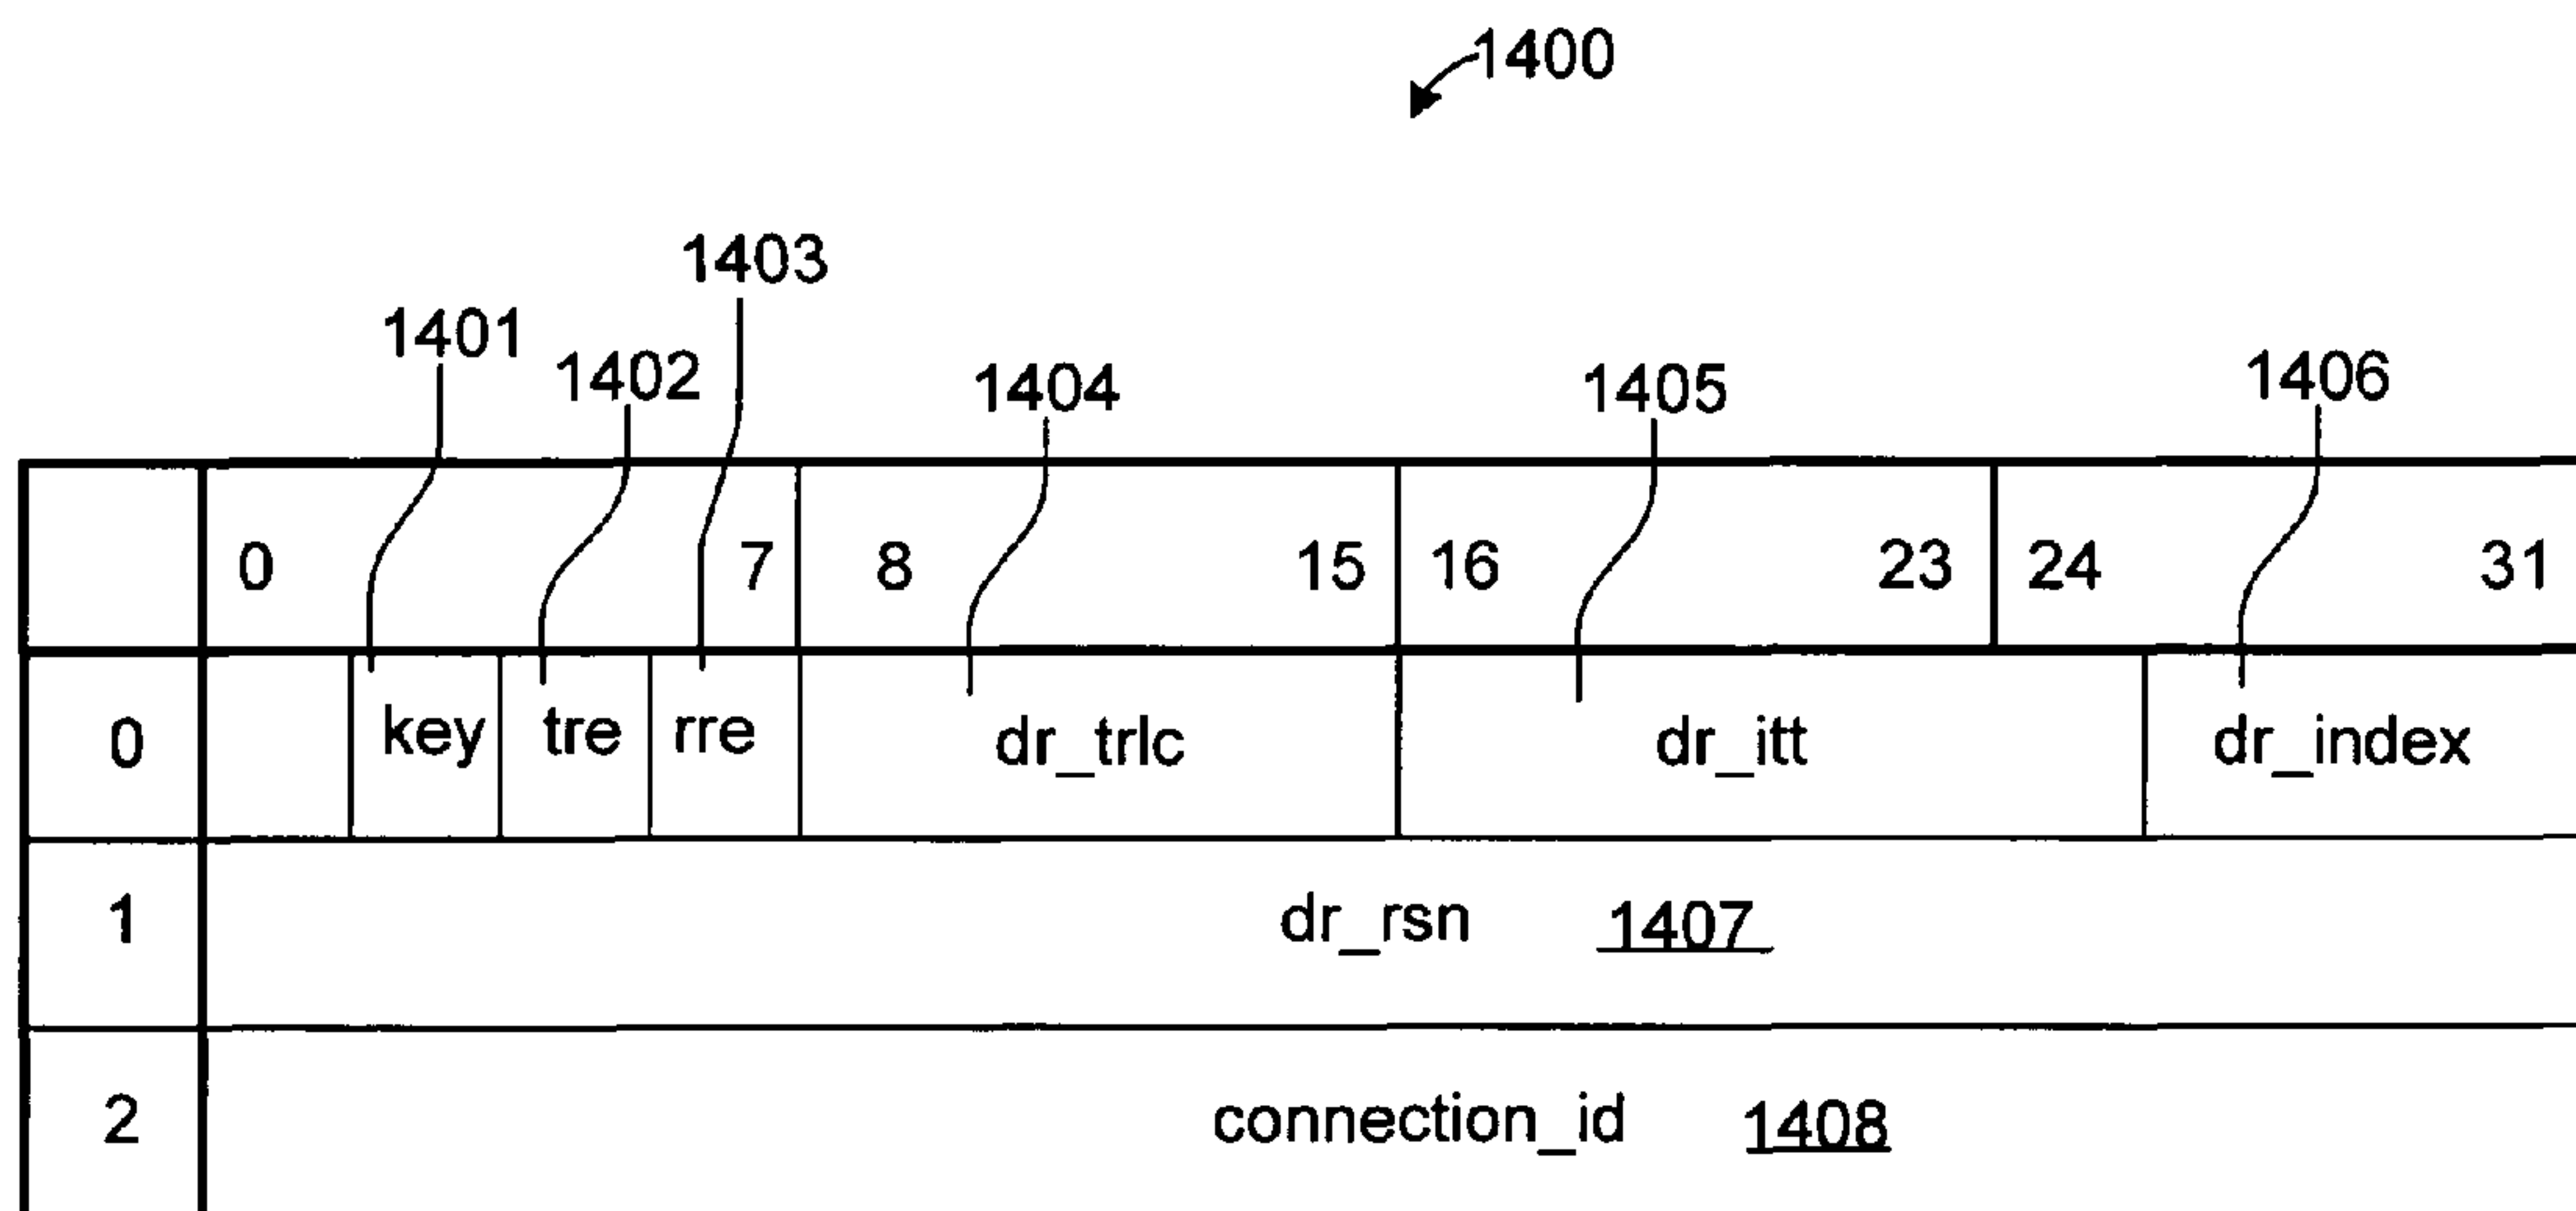 1400
1403
1401
1402
1404
1405
1406
0 7 8 15 16 23 24 31
0 key tre rre dr_trlc dr_itt dr_index
1 dr_rsn 1407
2 connection_id 1408